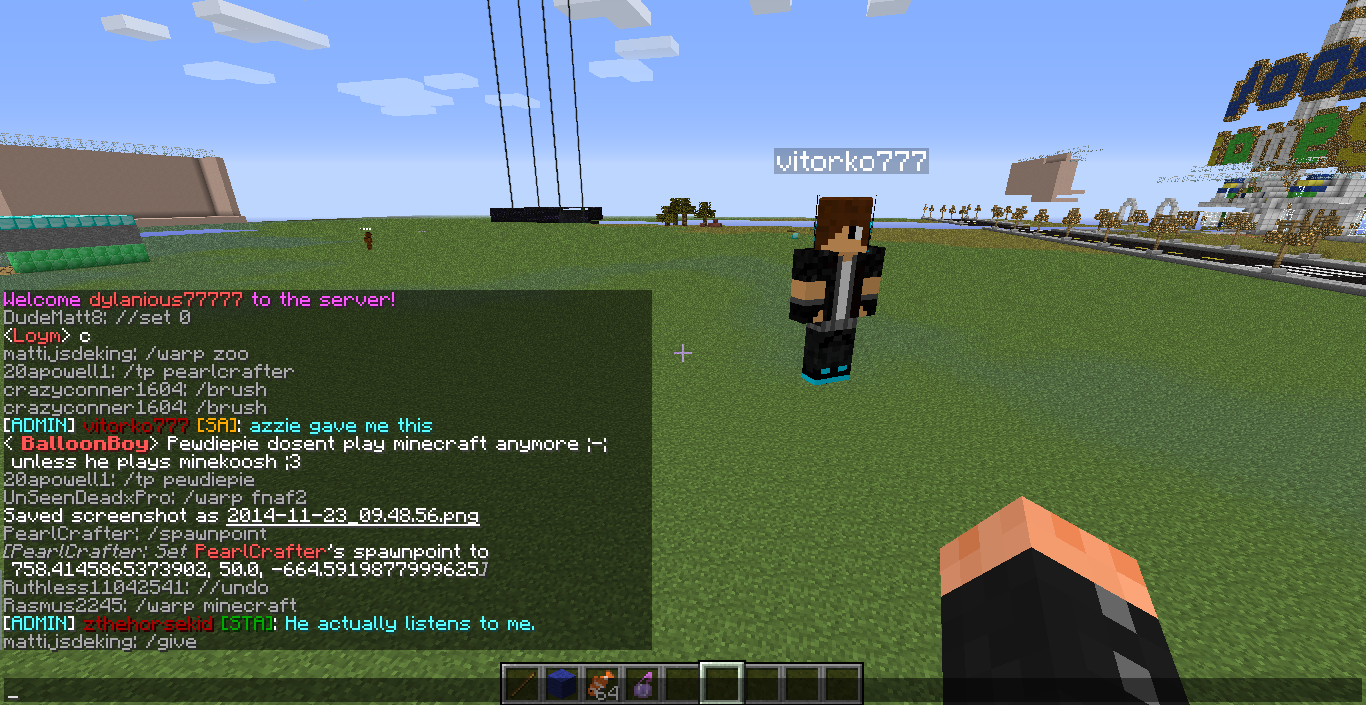 vitorko777
Welcome dylanious77777 to the server!
DudeMatt8: //set 0
<Loym> c
mattijsdeking: /warp zoo
20apowell1: /tp pearlcrafter
crazyconner1604: /brush
crazyconner1604: /brush
[ADMIN] vitorko777 [SA]: azzie gave me this
< BalloonBoy> Pewdiepie dosent play minecraft anymore ;-;
unless he plays minekoosh ;3
20apowell1: /tp pewdiepie
UnSeenDeadxPro: /warp fnaf2
Saved screenshot as 2014-11-23_09.48.56.png
PearlCrafter: /spawnpoint
[PearlCrafter: Set PearlCrafter's spawnpoint to
758.4145865373902, 50.0, -664.5919877999625]
Ruthless11042541: //undo
Rasmus2245: /warp minecraft
[ADMIN] zthehorsekid [STA]: He actually listens to me.
mattijsdeking: /give
64
_